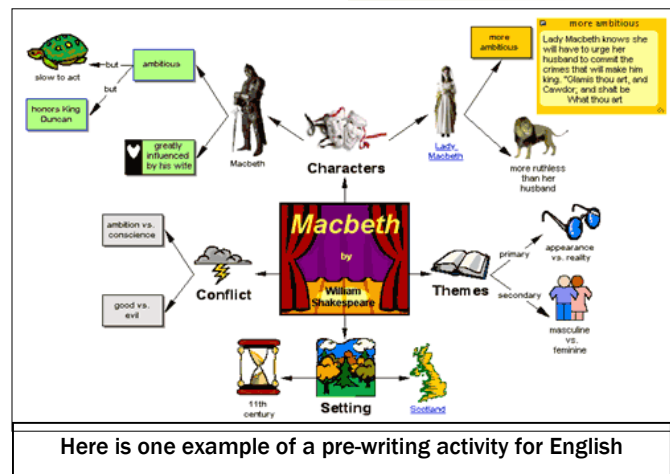 more ambitious
Lady Macbeth knows she
will have to urge her
husband to commit the
crimes that will make him
king. "Glamis thou art, and
Cawdor; and shalt be
What thou art
more
ambitious
ambitious
but
slow to act
but
honors King
Duncan
greatly
influenced
by his wife
Macbeth
Characters
Lady
Macbeth
more ruthless
than her
husband
ambition vs.
conscience
good vs.
evil
Conflict
Macbeth
by
William
Shakespeare
Themes
primary
appearance
vs. reality
secondary
masculine
vs.
feminine
11th
century
Setting
Scotland
Here is one example of a pre-writing activity for English